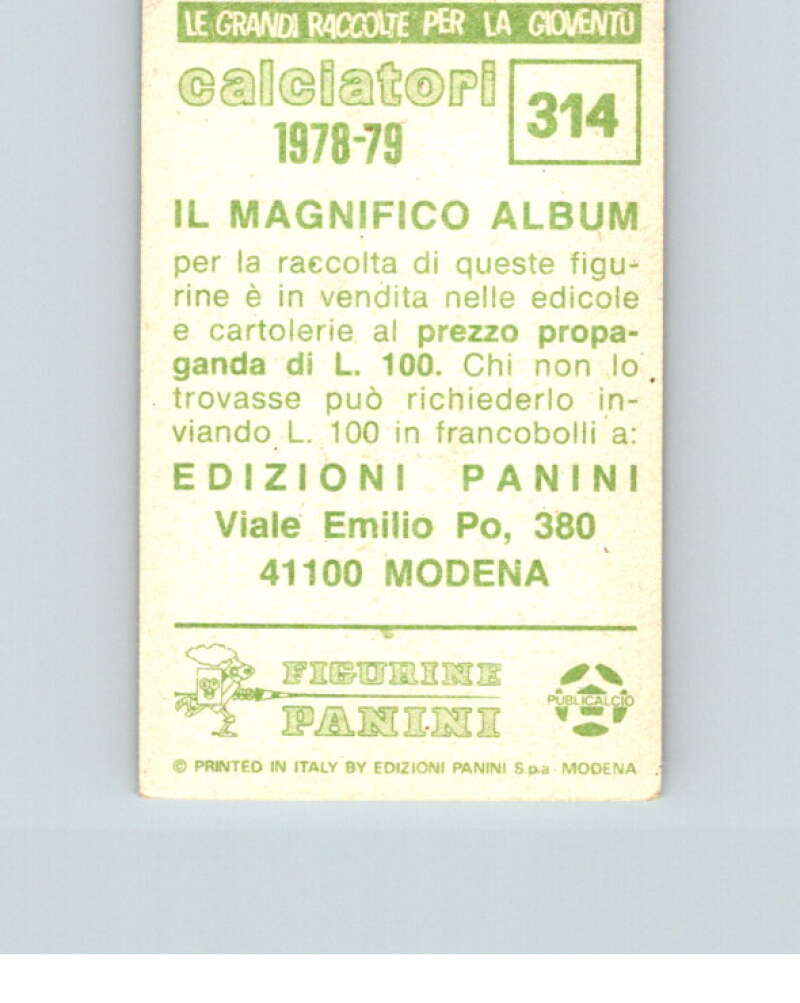 LE GRANDI RACCOLTE PER LA GIOVENTÙ
calciatori
1978-79
314
IL MAGNIFICO ALBUM
per la raccolta di queste figu-
rine è in vendita nelle edicole
e cartolerie al prezzo propa-
ganda di L. 100. Chi non lo
trovasse può richiederlo in-
viando L. 100 in francobolli a:
EDIZIONI PANINI
Viale Emilio Po, 380
41100 MODENA
FIGURINE
PANINI
PUBLICALCIO
© PRINTED IN ITALY BY EDIZIONI PANINI S.p.a - MODENA